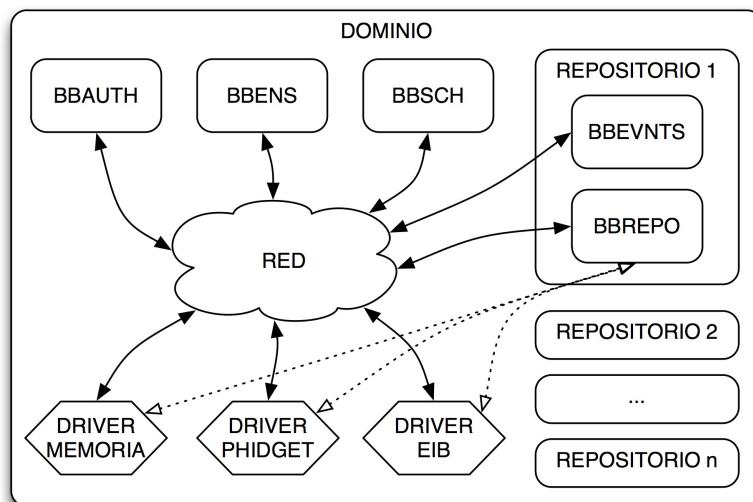 DOMINIO
BBAUTH
BBENS
BBSCH
REPOSITORIO 1
BBEVNTS
BBREPO
RED
DRIVER
MEMORIA
DRIVER
PHIDGET
DRIVER
EIB
REPOSITORIO 2
...
REPOSITORIO n